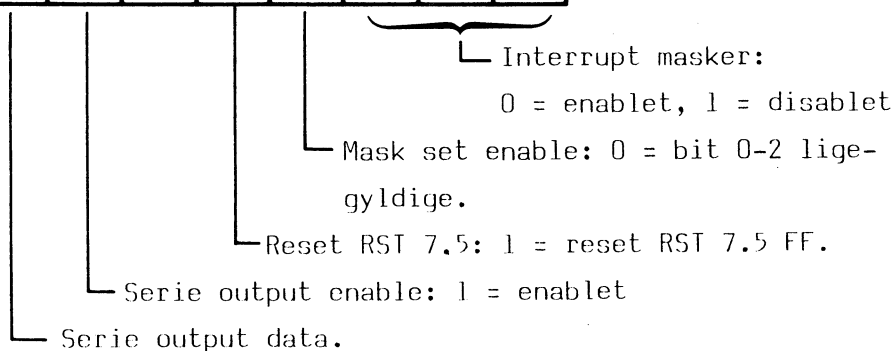 Interrupt masker:
0 = enablet, 1 = disablet
Mask set enable: 0 = bit 0-2 lige-
gyldige.
Reset RST 7.5: 1 = reset RST 7.5 FF.
Serie output enable: 1 = enablet
Serie output data.